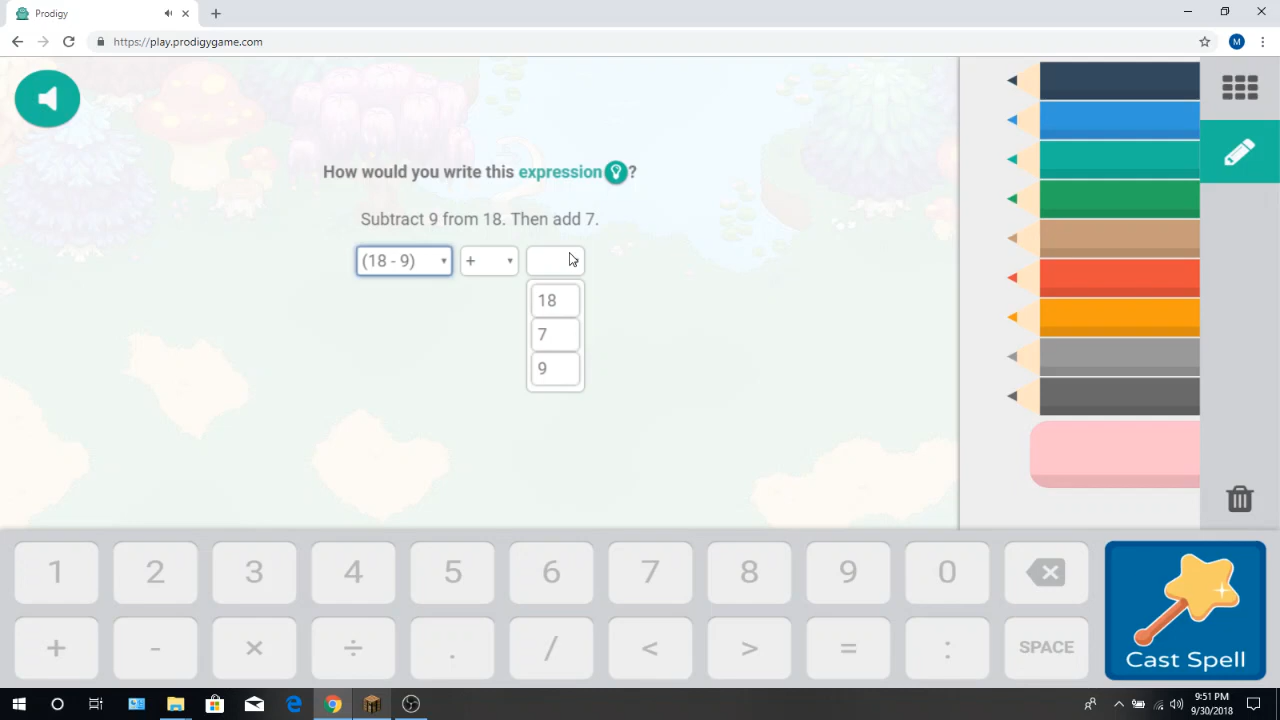 Prodigy
https://play.prodigygame.com
M
How would you write this expression ?
Subtract 9 from 18. Then add 7.
(18 - 9) +
18
7
9
1 2 3 4 5 6 7 8 9 0
+ - × ÷ . / < > = : SPACE
Cast Spell
9:51 PM
9/30/2018